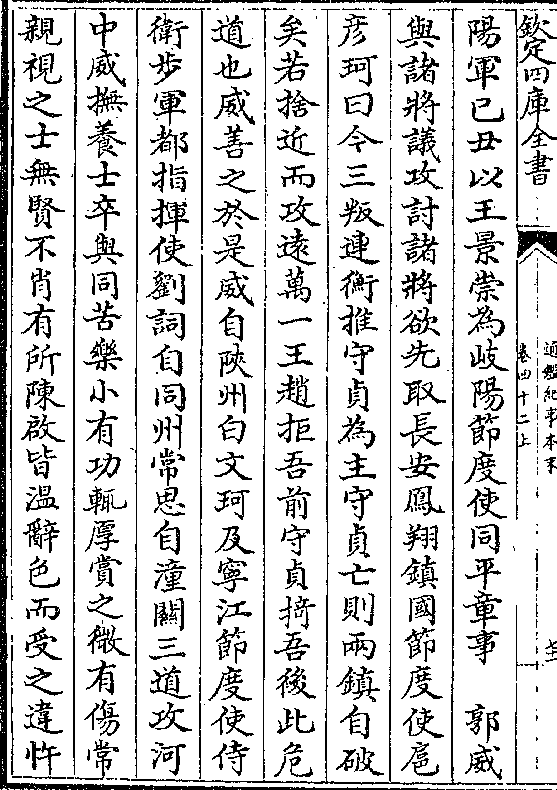 欽定四庫全書
通鑑紀事本末
卷四十二上
陽軍已丑以王景崇為岐陽節度使同平章事　郭威
與諸將議攻討諸將欲先取長安鳳翔鎮國節度使扈
彦珂曰今三叛連衡推守貞為主守貞亡則兩鎮自破
矣若捨近而攻遠萬一王趙拒吾前守貞掎吾後此危
道也威善之於是威自陜州白文珂及寧江節度使侍
衛步軍都指揮使劉詞自同州常思自潼關三道攻河
中威撫養士卒與同苦樂小有功輒厚賞之微有傷常
親視之士無賢不肖有所陳啟皆温辭色而受之違忤